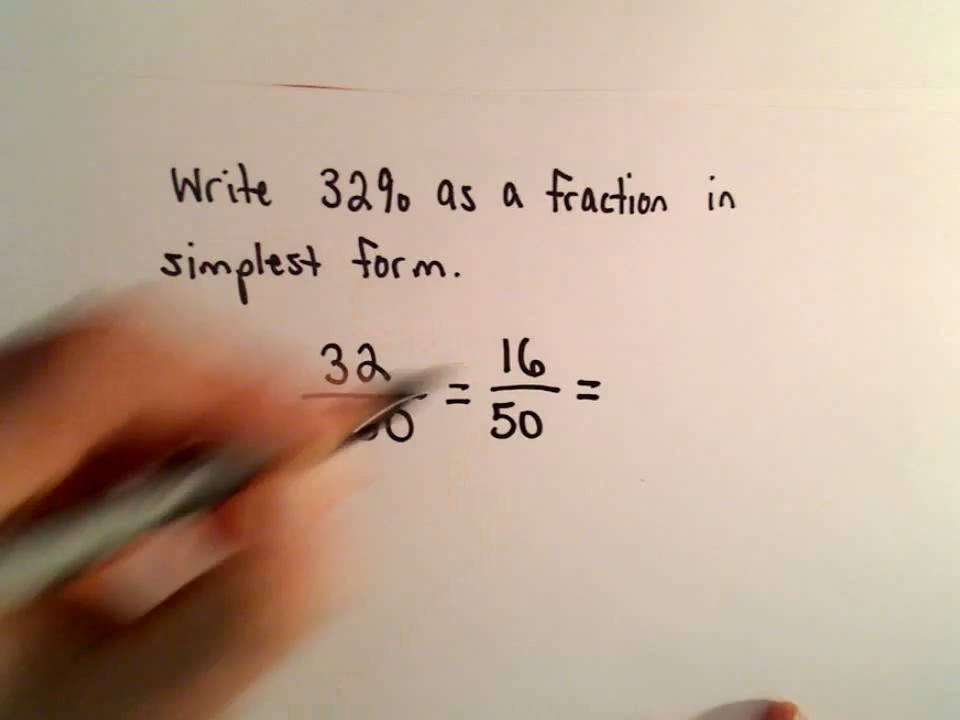 Write 32% as a fraction in
simplest form.
32 = 16 =
50